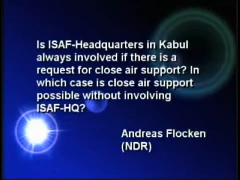 Is ISAF-Headquarters in Kabul
always involved if there is a
request for close air support? In
which case is close air support
possible without involving
ISAF-HQ?
Andreas Flocken
(NDR)